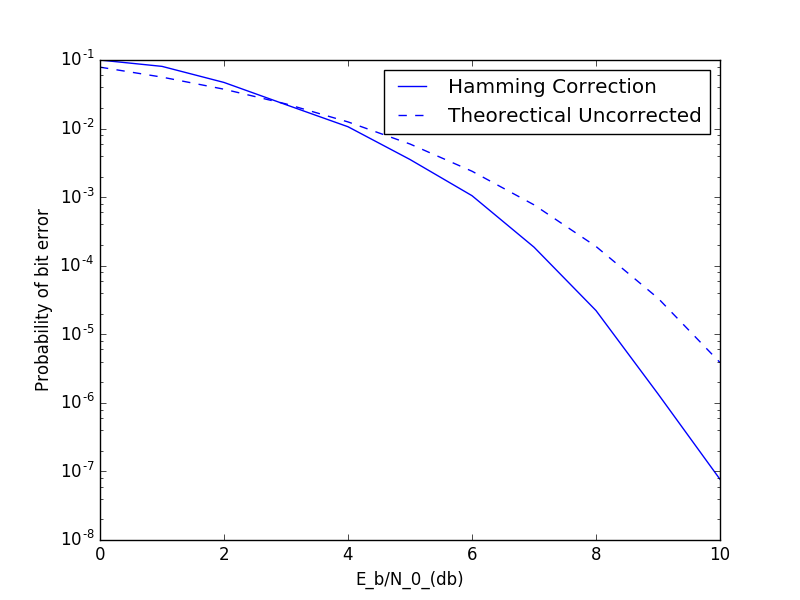 10^-1
10^-2
10^-3
10^-4
10^-5
10^-6
10^-7
10^-8
0 2 4 6 8 10
Probability of bit error
E_b/N_0_(db)
Hamming Correction
Theorectical Uncorrected